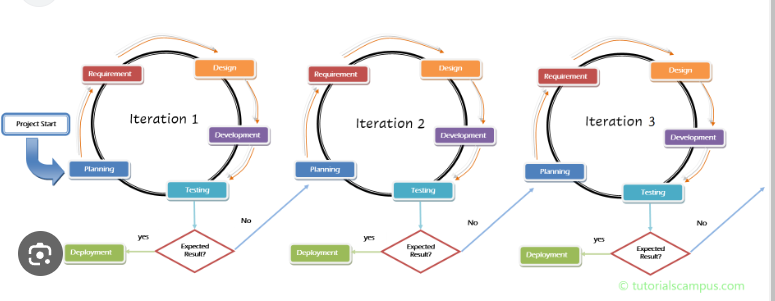 Project Start
Planning
Requirement
Design
Development
Testing
Iteration 1
Expected
Result?
yes
Deployment
No
Planning
Requirement
Design
Development
Testing
Iteration 2
Expected
Result?
yes
Deployment
No
Planning
Requirement
Design
Development
Testing
Iteration 3
Expected
Result?
yes
Deployment
No
© tutorialscampus.com